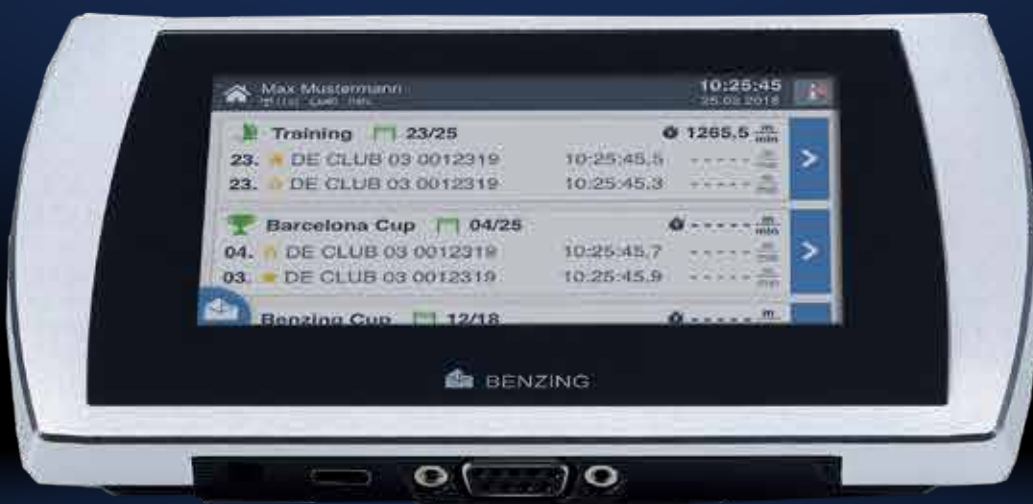 Max Mustermann 10:25:45
25.03.2016
Training 23/25 1265,5 m/min
23. DE CLUB 03 0012319 10:25:45,5 - - - - -
23. DE CLUB 03 0012319 10:25:45,3 - - - - -
Barcelona Cup 04/25 - - - - - m/min
04. DE CLUB 03 0012319 10:25:45,7 - - - - -
03. DE CLUB 03 0012319 10:25:45,9 - - - - -
Benzing Cup 12/18 - - - - - m
BENZING